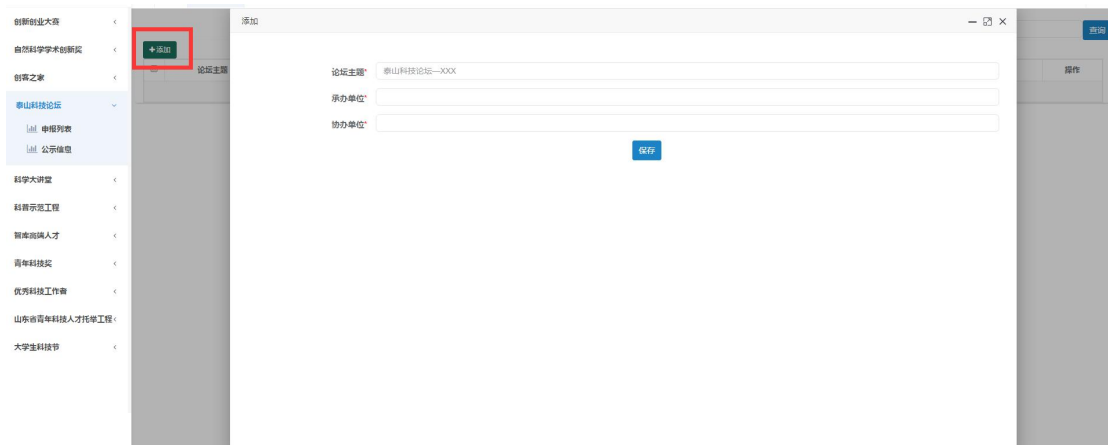 创新创业大赛
自然科学学术创新奖
创客之家
泰山科技论坛
申报列表
公示信息
科学大讲堂
科普示范工程
智库高端人才
青年科技奖
优秀科技工作者
山东省青年科技人才托举工程
大学生科技节
+添加
论坛主题
添加
论坛主题* 泰山科技论坛—XXX
承办单位*
协办单位*
保存
查询
操作